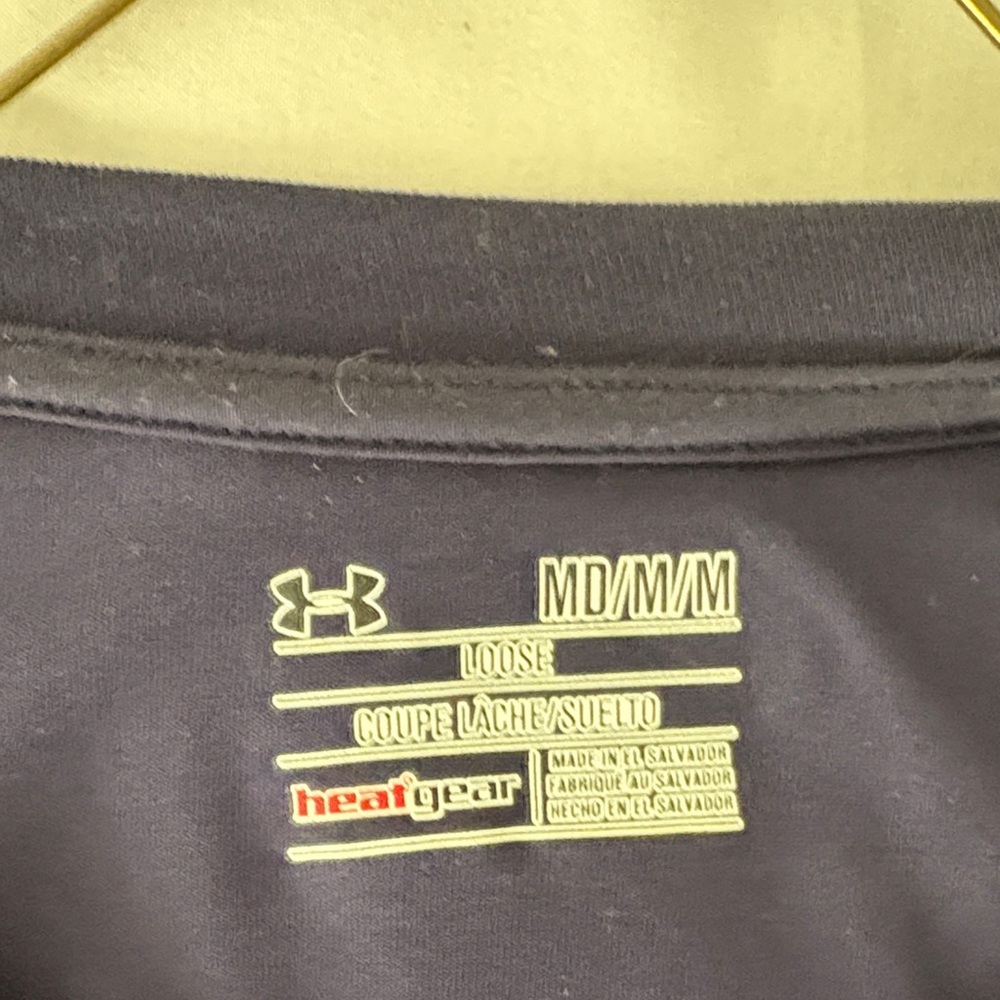 MD/M/M
LOOSE
COUPE LÂCHE/SUELTO
heatgear
MADE IN EL SALVADOR
FABRIQUÉ AU SALVADOR
HECHO EN EL SALVADOR